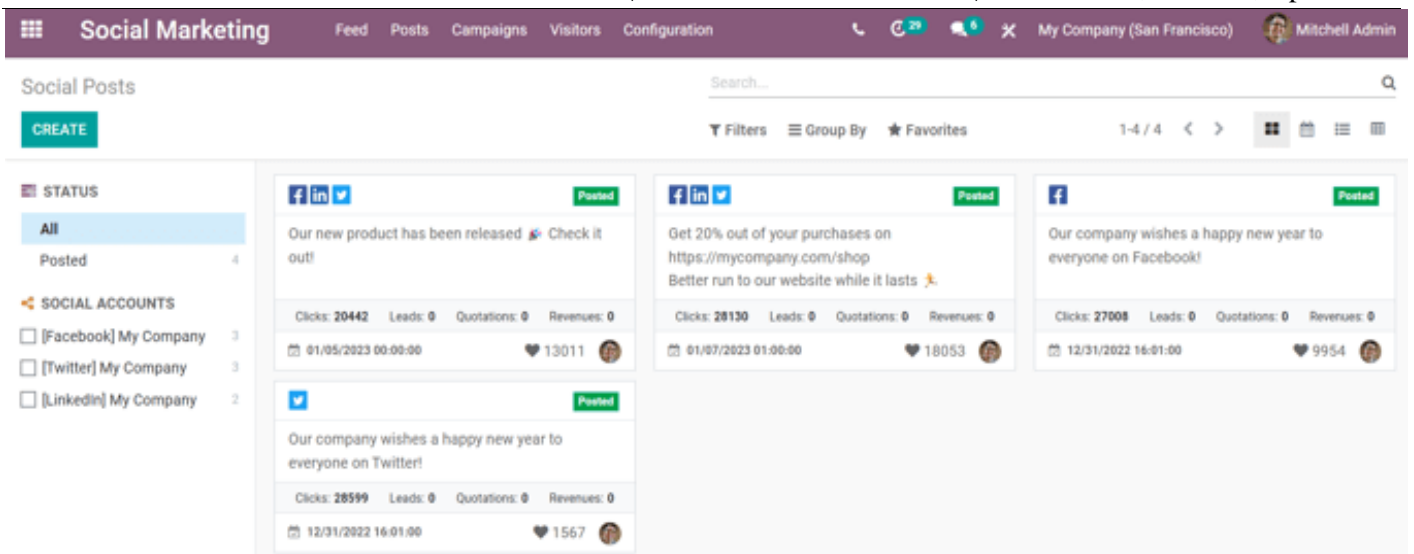 Social Marketing Feed Posts Campaigns Visitors Configuration 29 6 My Company (San Francisco) Mitchell Admin
Social Posts Search...
CREATE Filters Group By Favorites 1-4 / 4
STATUS
All
Posted 4
SOCIAL ACCOUNTS
[Facebook] My Company 3
[Twitter] My Company 3
[LinkedIn] My Company 2
Posted
Our new product has been released 🎉 Check it
out!
Clicks: 20442 Leads: 0 Quotations: 0 Revenues: 0
01/05/2023 00:00:00 13011
Posted
Get 20% out of your purchases on
https://mycompany.com/shop
Better run to our website while it lasts 🏃
Clicks: 28130 Leads: 0 Quotations: 0 Revenues: 0
01/07/2023 01:00:00 18053
Posted
Our company wishes a happy new year to
everyone on Facebook!
Clicks: 27008 Leads: 0 Quotations: 0 Revenues: 0
12/31/2022 16:01:00 9954
Posted
Our company wishes a happy new year to
everyone on Twitter!
Clicks: 28599 Leads: 0 Quotations: 0 Revenues: 0
12/31/2022 16:01:00 1567